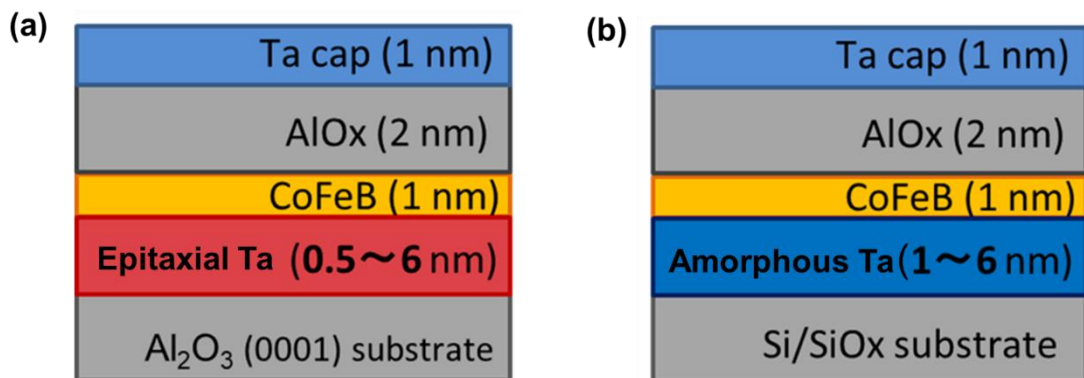 (a)
Ta cap (1 nm)
AlOx (2 nm)
CoFeB (1 nm)
Epitaxial Ta (0.5～6 nm)
Al₂O₃ (0001) substrate
(b)
Ta cap (1 nm)
AlOx (2 nm)
CoFeB (1 nm)
Amorphous Ta(1～6 nm)
Si/SiOx substrate